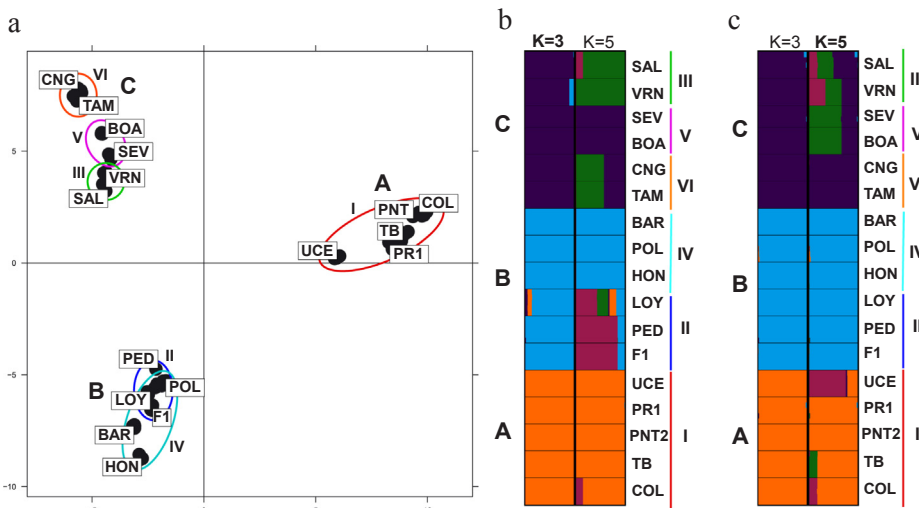 a
CNG VI C
TAM
V BOA
SEV
III VRN
SAL
A
I PNT COL
TB
UCE PR1
PED II
B POL
LOY
F1
BAR
IV
HON
5
0
−5
−10
b
K=3 K=5
SAL
VRN
III
SEV
BOA
V
CNG
TAM
VI
C
BAR
POL
HON
IV
B
LOY
PED
F1
II
UCE
PR1
PNT2
TB
COL
I
A
c
K=3 K=5
SAL
VRN
II
SEV
BOA
V
CNG
TAM
V
C
BAR
POL
HON
IV
B
LOY
PED
F1
II
UCE
PR1
PNT2
TB
COL
I
A